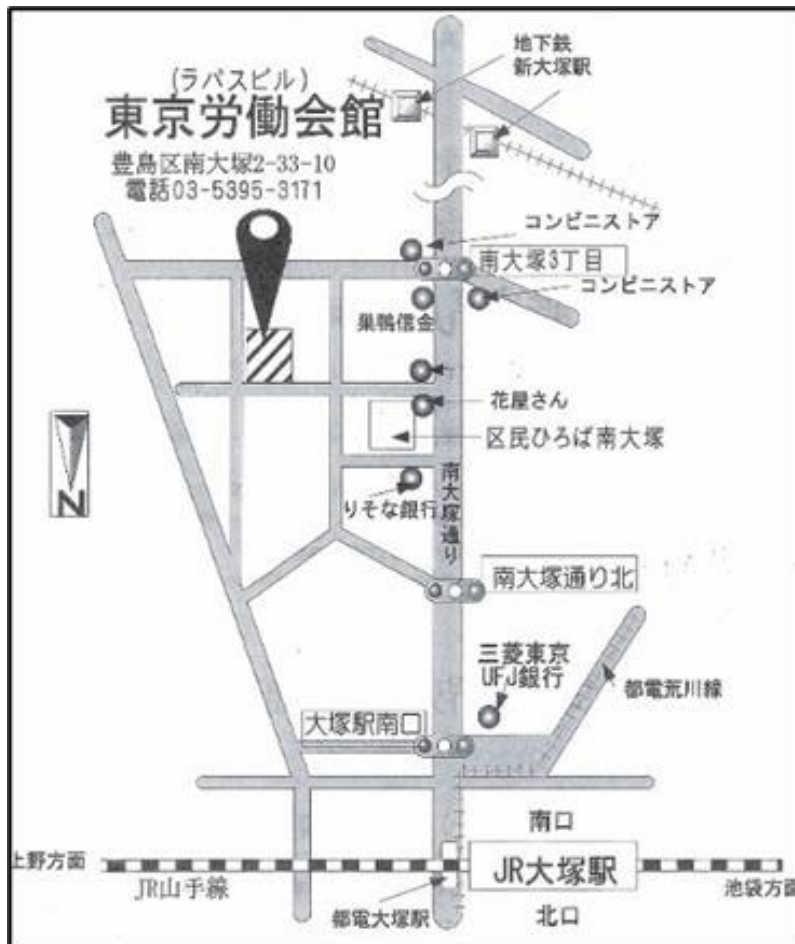 地下鉄
新大塚駅
(ラパスビル)
東京労働会館
豊島区南大塚2-33-10
電話03-5395-3171
コンビニストア
南大塚3丁目
コンビニストア
巣鴨信金
花屋さん
区民ひろば南大塚
りそな銀行
南大塚通り
N
南大塚通り北
三菱東京
UFJ銀行
都電荒川線
大塚駅南口
南口
上野方面
JR大塚駅
JR山手線
池袋方面
都電大塚駅
北口